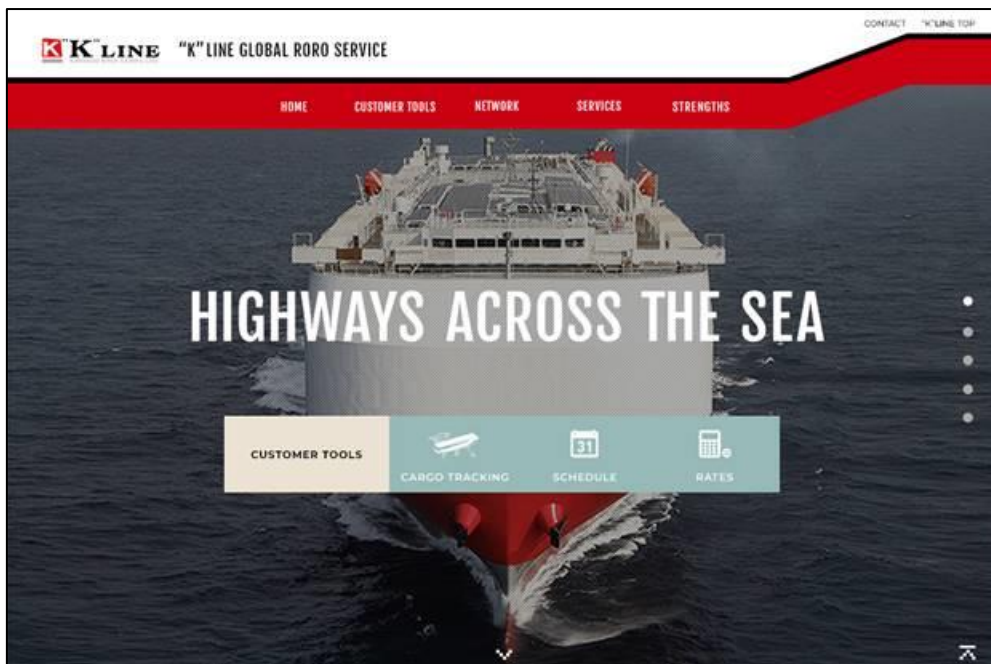 CONTACT "K"LINE TOP
K "K" LINE "K"LINE GLOBAL RORO SERVICE
HOME CUSTOMER TOOLS NETWORK SERVICES STRENGTHS
HIGHWAYS ACROSS THE SEA
CUSTOMER TOOLS
31
CARGO TRACKING SCHEDULE RATES